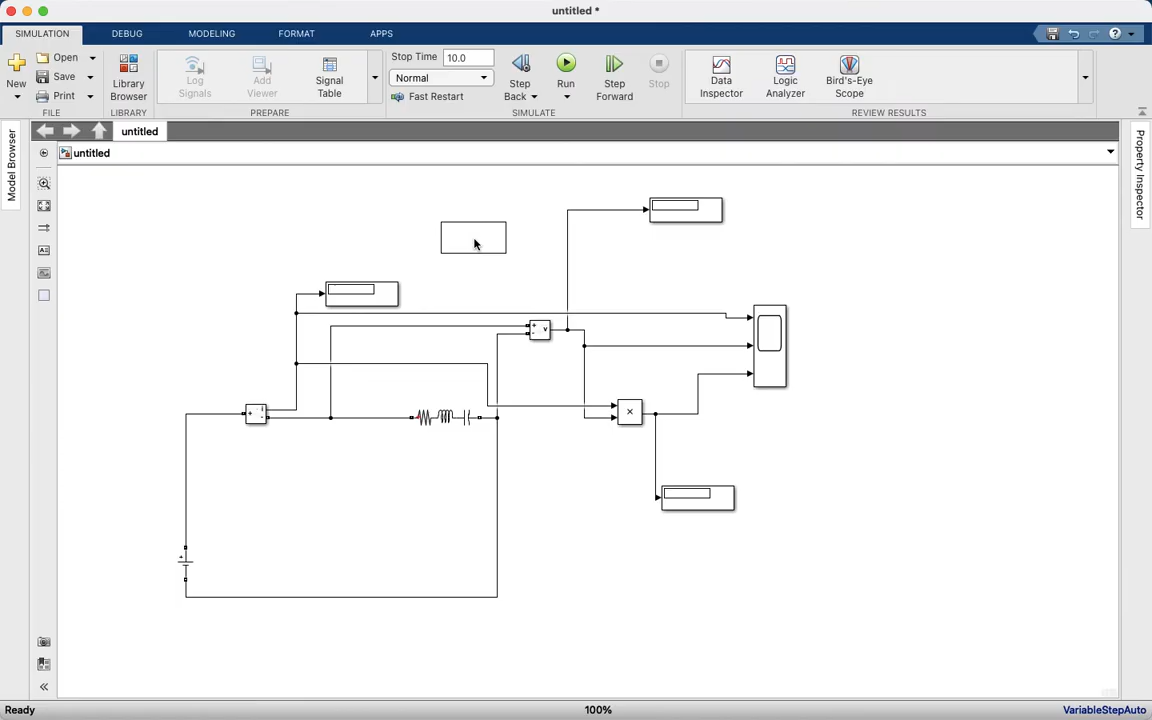 untitled *
SIMULATION DEBUG MODELING FORMAT APPS
New
Open
Save
Print
FILE
Library
Browser
LIBRARY
Log
Signals
Add
Viewer
Signal
Table
PREPARE
Stop Time 10.0
Normal
Fast Restart
Step
Back
Run
Step
Forward
Stop
SIMULATE
Data
Inspector
Logic
Analyzer
Bird's-Eye
Scope
REVIEW RESULTS
untitled
untitled
Model Browser
Property Inspector
+ i
-
+ v
-
×
+
Ready 100% VariableStepAuto